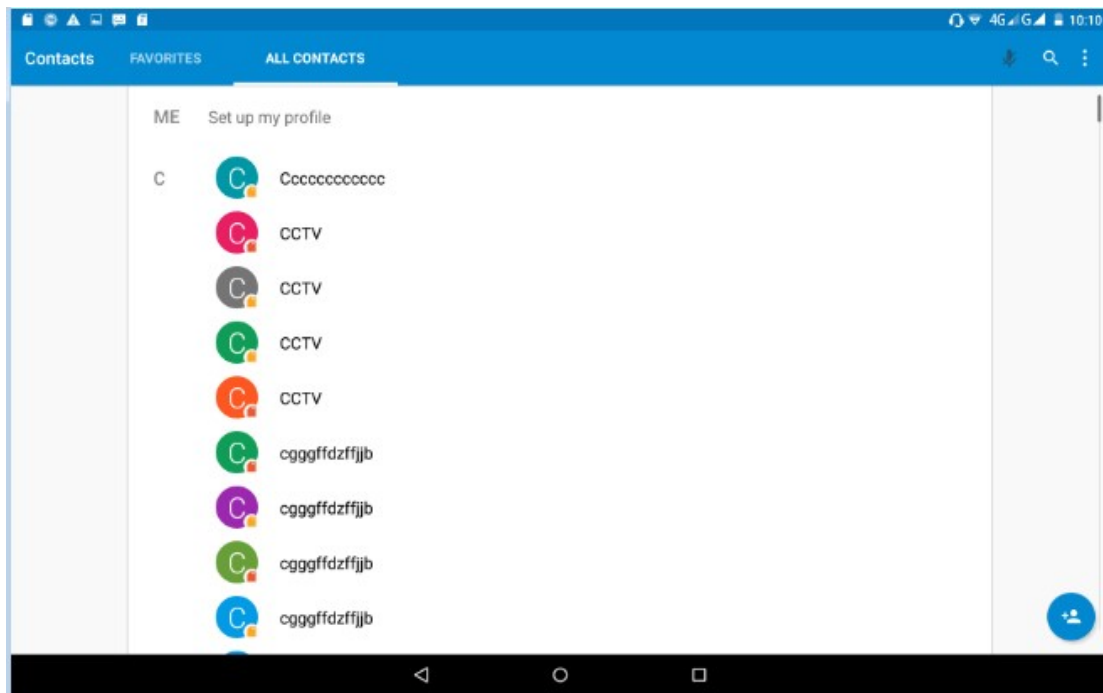 4G G 10:10
Contacts FAVORITES ALL CONTACTS
ME Set up my profile
C C Cccccccccccc
C CCTV
C CCTV
C CCTV
C CCTV
C cgggffdzffjjb
C cgggffdzffjjb
C cgggffdzffjjb
C cgggffdzffjjb